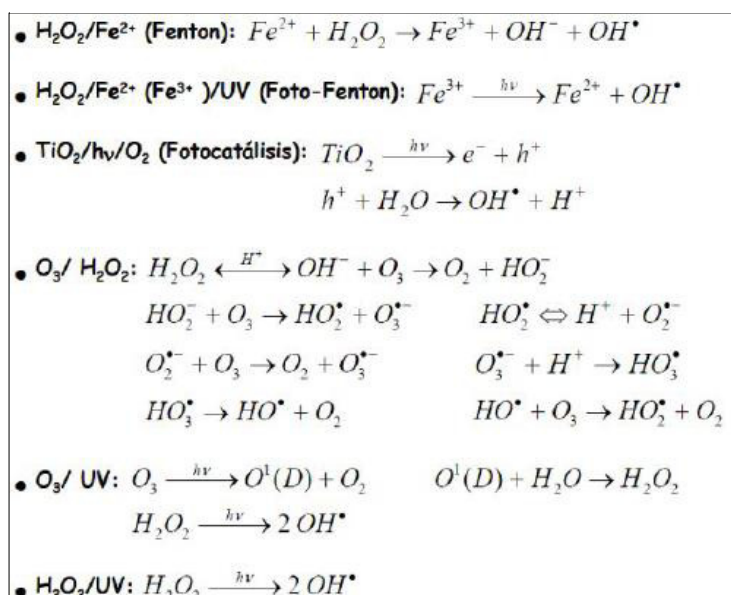 • H₂O₂/Fe²⁺ (Fenton): Fe²⁺ + H₂O₂ → Fe³⁺ + OH⁻ + OH•
• H₂O₂/Fe²⁺ (Fe³⁺ )/UV (Foto-Fenton): Fe³⁺ —hν→ Fe²⁺ + OH•
• TiO₂/hν/O₂ (Fotocatálisis): TiO₂ —hν→ e⁻ + h⁺
h⁺ + H₂O → OH• + H⁺
• O₃/ H₂O₂: H₂O₂ ←H⁺→ OH⁻ + O₃ → O₂ + HO₂⁻
HO₂⁻ + O₃ → HO₂• + O₃•⁻ HO₂• ⇔ H⁺ + O₂•⁻
O₂•⁻ + O₃ → O₂ + O₃•⁻ O₃•⁻ + H⁺ → HO₃•
HO₃• → HO• + O₂ HO• + O₃ → HO₂• + O₂
• O₃/ UV: O₃ —hν→ O¹(D) + O₂ O¹(D) + H₂O → H₂O₂
H₂O₂ —hν→ 2 OH•
• H₂O₂/UV: H₂O₂ —hν→ 2 OH•